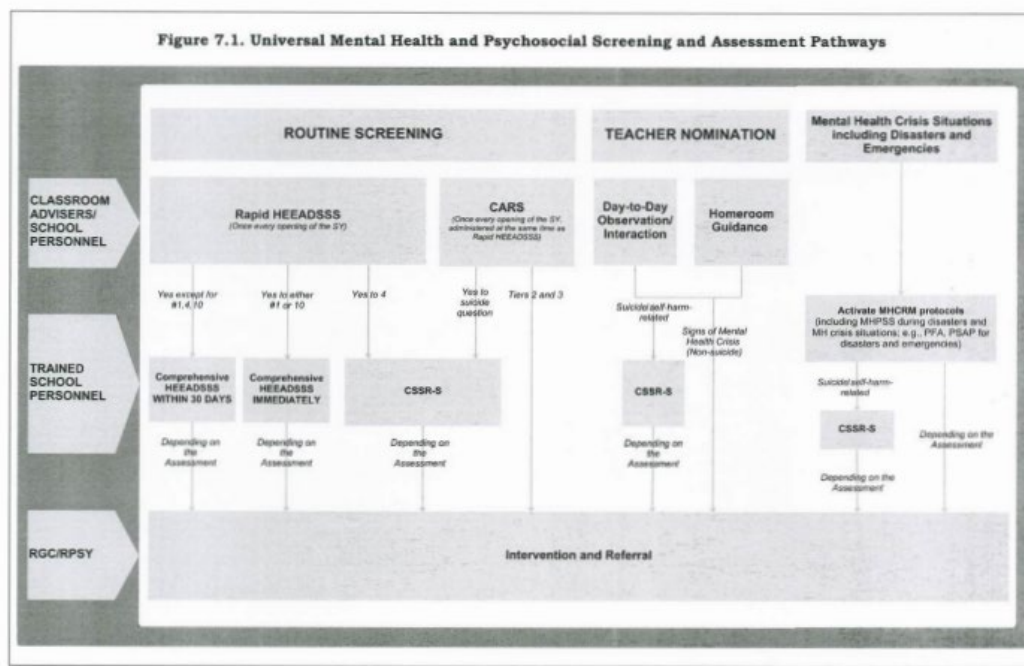 Figure 7.1. Universal Mental Health and Psychosocial Screening and Assessment Pathways
ROUTINE SCREENING
TEACHER NOMINATION
Mental Health Crisis Situations
including Disasters and
Emergencies
CLASSROOM
ADVISERS/
SCHOOL
PERSONNEL
Rapid HEEADSSS
(Once every opening of the SY)
CARS
(Once every opening of the SY,
administered at the same time as
Rapid HEEADSSS)
Day-to-Day
Observation/
Interaction
Homeroom
Guidance
Yes except for
#1,4,10
Yes to either
#1 or 10
Yes to 4
Yes to
suicide
question
Tiers 2 and 3
Suicidal/self-harm-
related
Signs of Mental
Health Crisis
(Non-suicide)
Activate MHCRM protocols
(including MHPSS during disasters and
MH crisis situations; e.g., PFA, PSAP for
disasters and emergencies)
TRAINED
SCHOOL
PERSONNEL
Comprehensive
HEEADSSS
WITHIN 30 DAYS
Comprehensive
HEEADSSS
IMMEDIATELY
CSSR-S
CSSR-S
Suicidal/self-harm-
related
CSSR-S
Depending on
the
Assessment
Depending on
the
Assessment
Depending on
the
Assessment
Depending on
the
Assessment
Depending on the
Assessment
Depending on the
Assessment
RGC/RPSY
Intervention and Referral